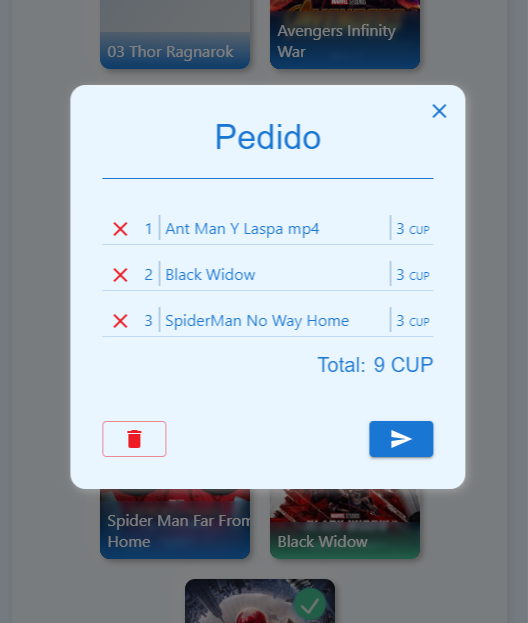 03 Thor Ragnarok
Avengers Infinity
War
Pedido
1 Ant Man Y Laspa mp4 3 CUP
2 Black Widow 3 CUP
3 SpiderMan No Way Home 3 CUP
Total: 9 CUP
Spider Man Far From
Home
Black Widow